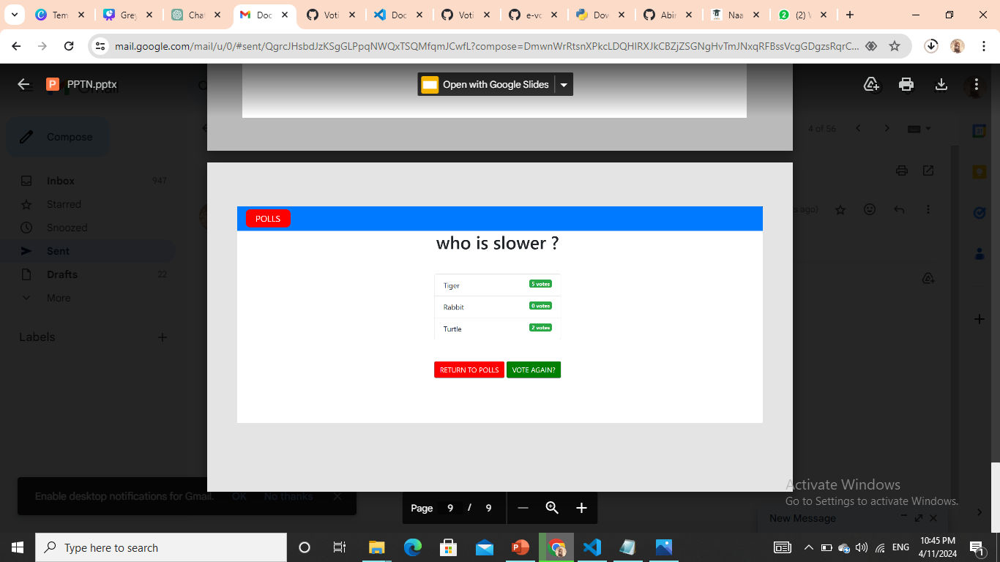 Tem
Grey
Cha
Doc
Voti
Doc
Voti
e-vo
Dov
Abir
Naa
(2) \
mail.google.com/mail/u/0/#sent/QgrcJHsbdJzKSgGLPpqNWQxTSQMfqmJCwfL?compose=DmwnWrRtsnXPkcLDQHlRXJkCBZjZSGNgHvTmJNxqRFBssVcgGDgzsRqrC...
P PPTN.pptx
Gmail
Open with Google Slides
Compose
4 of 56
Inbox 947
Starred
Snoozed
s ago)
Sent
Drafts 22
More
Labels
POLLS
who is slower ?
Tiger 5 votes
Rabbit 0 votes
Turtle 2 votes
RETURN TO POLLS VOTE AGAIN?
Enable desktop notifications for Gmail. OK No thanks
Activate Windows
Go to Settings to activate Windows.
Page 9 / 9
New Message
Type here to search
ENG
10:45 PM
4/11/2024
1